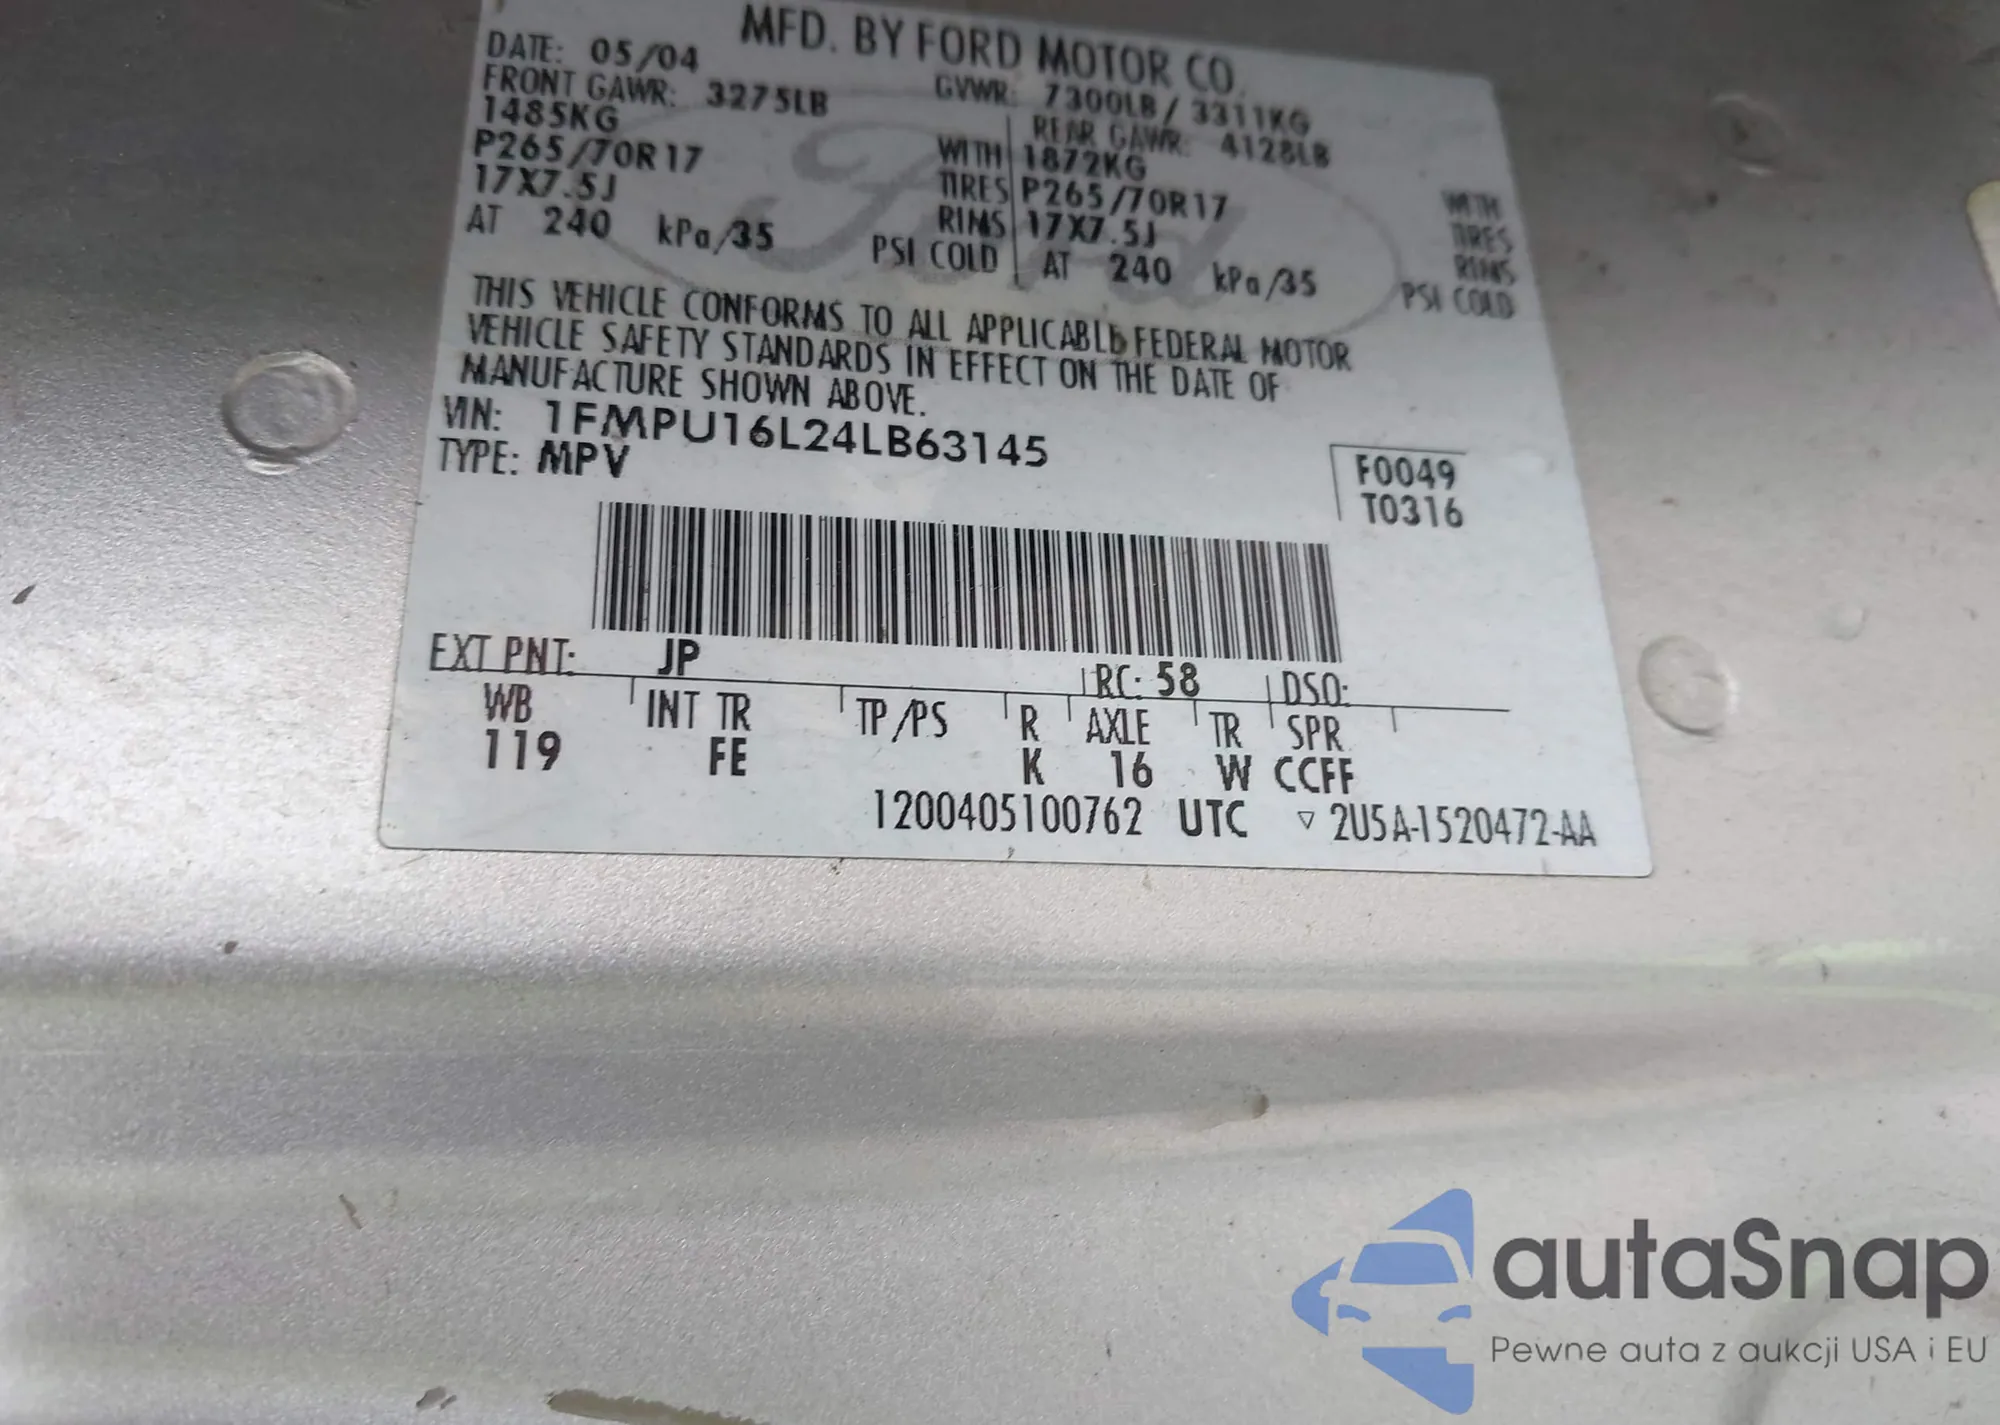 MFD. BY FORD MOTOR CO.
DATE: 05/04
GVWR: 7300LB / 3311KG
FRONT GAWR: 3275LB
REAR GAWR: 4128LB
1485KG
WITH
1872KG
WITH
P265/70R17
TIRES
P265/70R17
TIRES
17X7.5J
RIMS
17X7.5J
RIMS
AT 240 kPa/35 PSI COLD
AT 240 kPa/35 PSI COLD
THIS VEHICLE CONFORMS TO ALL APPLICABLE FEDERAL MOTOR
VEHICLE SAFETY STANDARDS IN EFFECT ON THE DATE OF
MANUFACTURE SHOWN ABOVE.
VIN: 1FMPU16L24LB63145
TYPE: MPV
F0049
T0316
EXT PNT: JP RC: 58 DSO:
WB INT TR TP/PS R AXLE TR SPR
119 FE K 16 W CCFF
1200405100762 UTC ▽ 2U5A-1520472-AA
Ford
autaSnap
Pewne auta z aukcji USA i EU